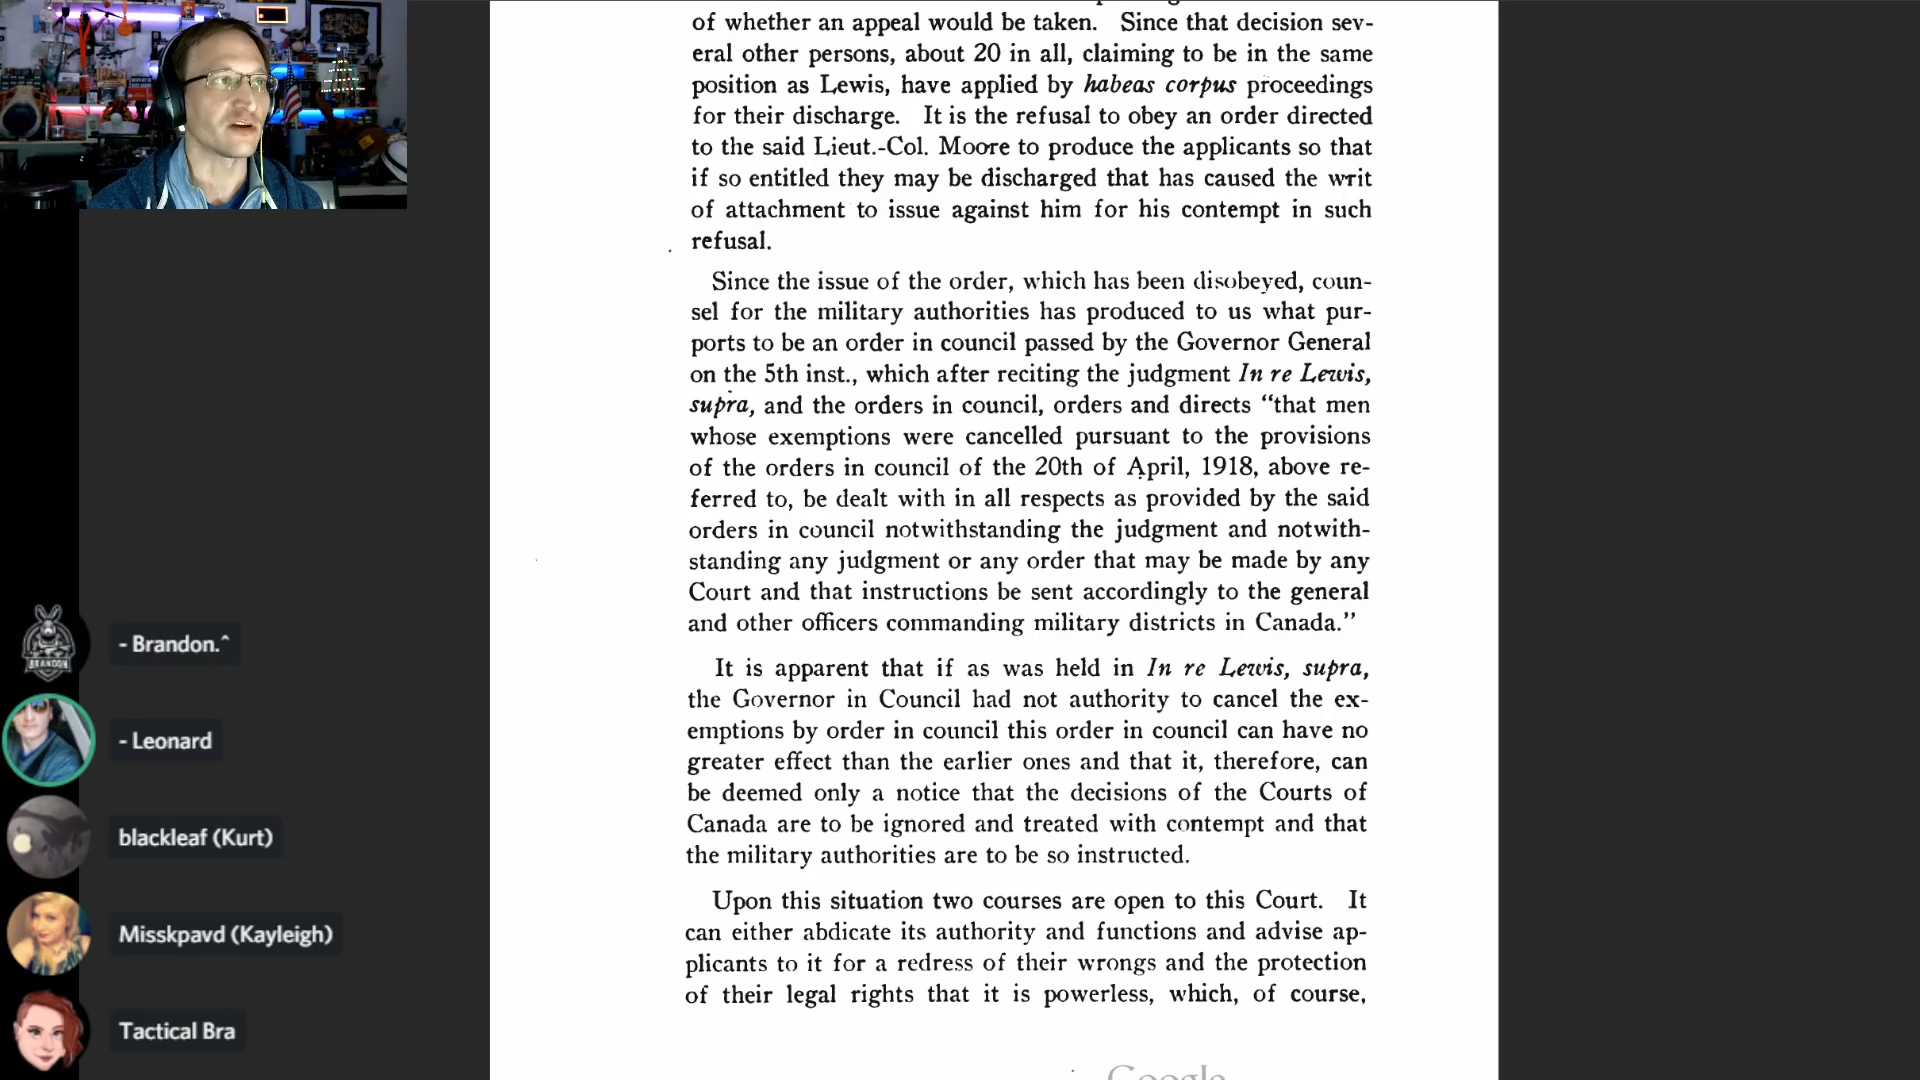 of whether an appeal would be taken. Since that decision sev-
eral other persons, about 20 in all, claiming to be in the same
position as Lewis, have applied by habeas corpus proceedings
for their discharge. It is the refusal to obey an order directed
to the said Lieut.-Col. Moore to produce the applicants so that
if so entitled they may be discharged that has caused the writ
of attachment to issue against him for his contempt in such
refusal.
Since the issue of the order, which has been disobeyed, coun-
sel for the military authorities has produced to us what pur-
ports to be an order in council passed by the Governor General
on the 5th inst., which after reciting the judgment In re Lewis,
supra, and the orders in council, orders and directs "that men
whose exemptions were cancelled pursuant to the provisions
of the orders in council of the 20th of April, 1918, above re-
ferred to, be dealt with in all respects as provided by the said
orders in council notwithstanding the judgment and notwith-
standing any judgment or any order that may be made by any
Court and that instructions be sent accordingly to the general
and other officers commanding military districts in Canada."
It is apparent that if as was held in In re Lewis, supra,
the Governor in Council had not authority to cancel the ex-
emptions by order in council this order in council can have no
greater effect than the earlier ones and that it, therefore, can
be deemed only a notice that the decisions of the Courts of
Canada are to be ignored and treated with contempt and that
the military authorities are to be so instructed.
Upon this situation two courses are open to this Court. It
can either abdicate its authority and functions and advise ap-
plicants to it for a redress of their wrongs and the protection
of their legal rights that it is powerless, which, of course,
Google
BRANDON
- Brandon.^
- Leonard
blackleaf (Kurt)
Misskpavd (Kayleigh)
Tactical Bra